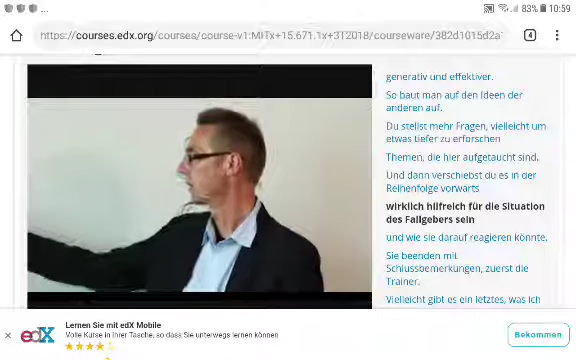 83% 10:59
https://courses.edx.org/courses/course-v1:MITx+15.671.1x+3T2018/courseware/382d1015d2a
4
generativ und effektiver.
So baut man auf den Ideen der
anderen auf.
Du stellst mehr Fragen, vielleicht um
etwas tiefer zu erforschen
Themen, die hier aufgetaucht sind.
Und dann verschiebst du es in der
Reihenfolge vorwärts
wirklich hilfreich für die Situation
des Fallgebers sein
und wie sie darauf reagieren könnte.
Sie beenden mit
Schlussbemerkungen, zuerst die
Trainer.
Vielleicht gibt es ein letztes, was ich
edX
Lernen Sie mit edX Mobile
Volle Kurse in Ihrer Tasche, so dass Sie unterwegs lernen können
Bekommen